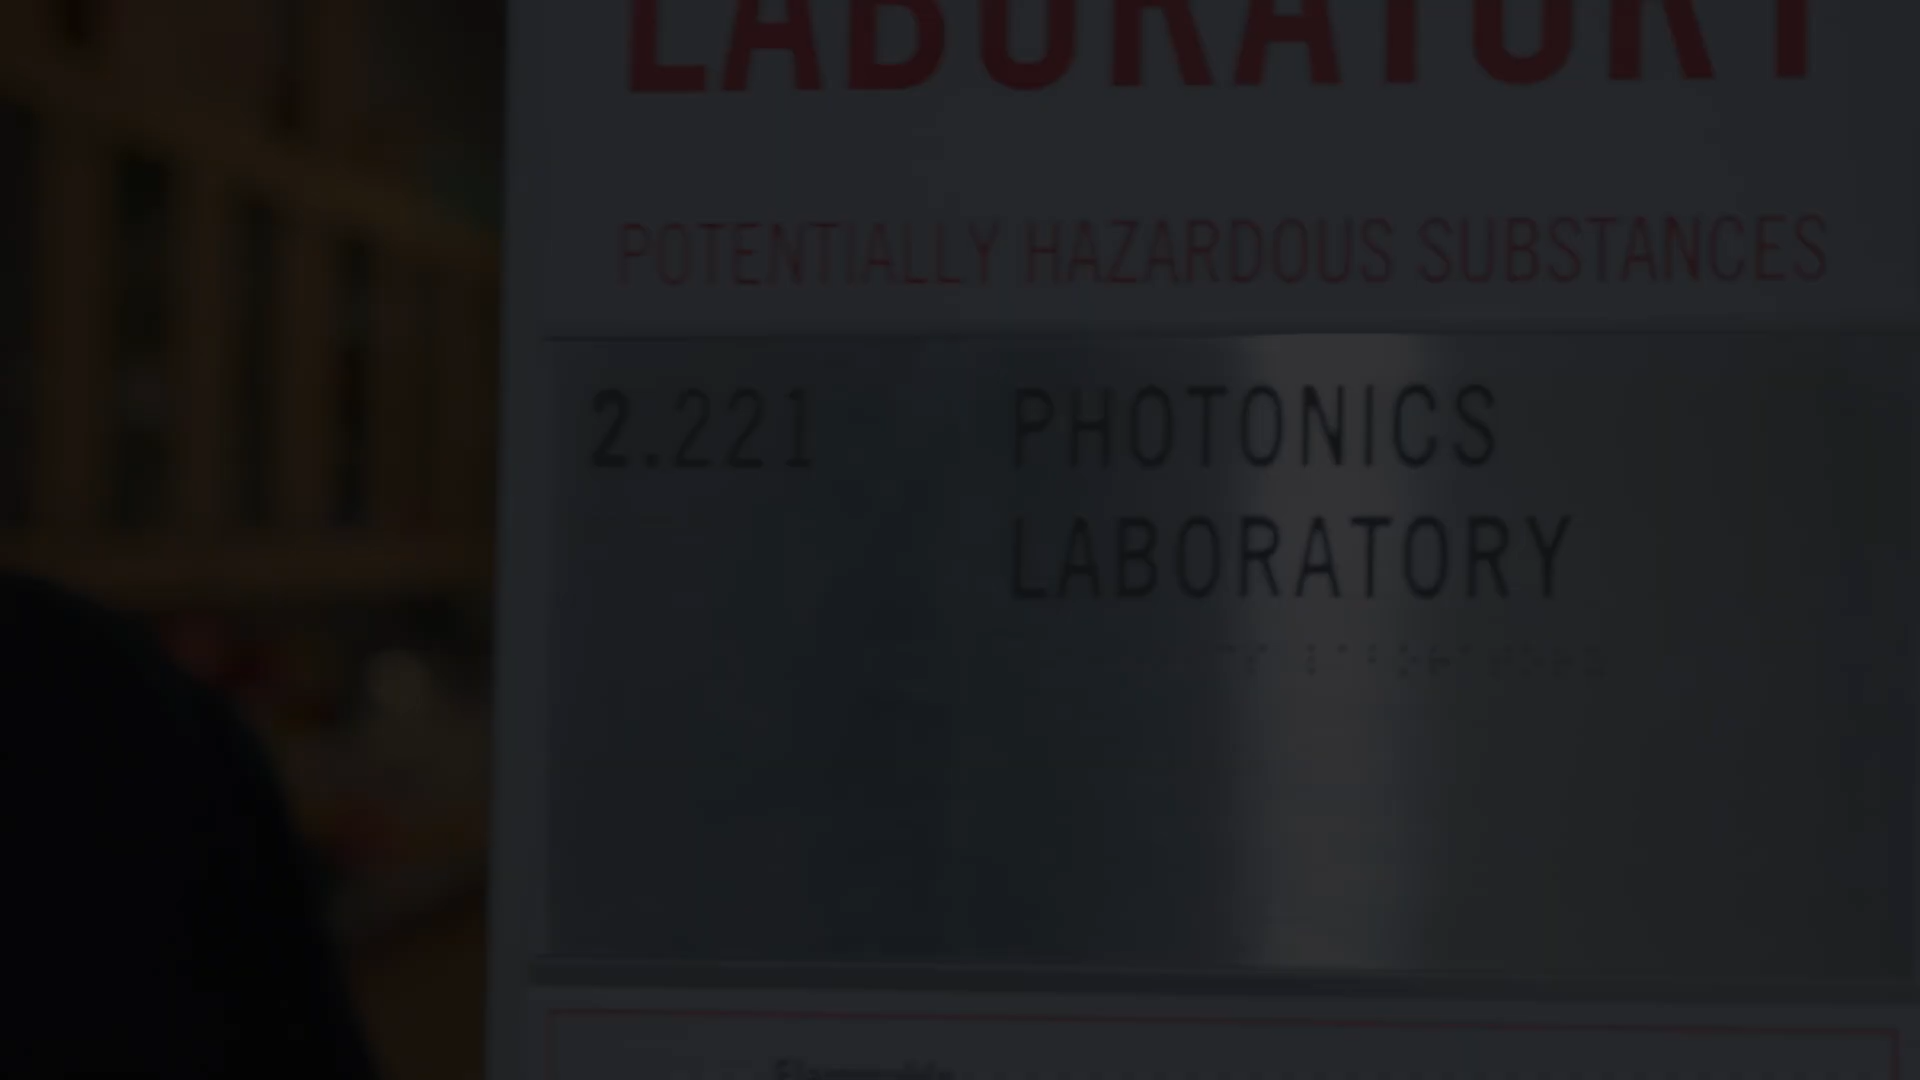 LABORATORY
POTENTIALLY HAZARDOUS SUBSTANCES
2.221 PHOTONICS
LABORATORY